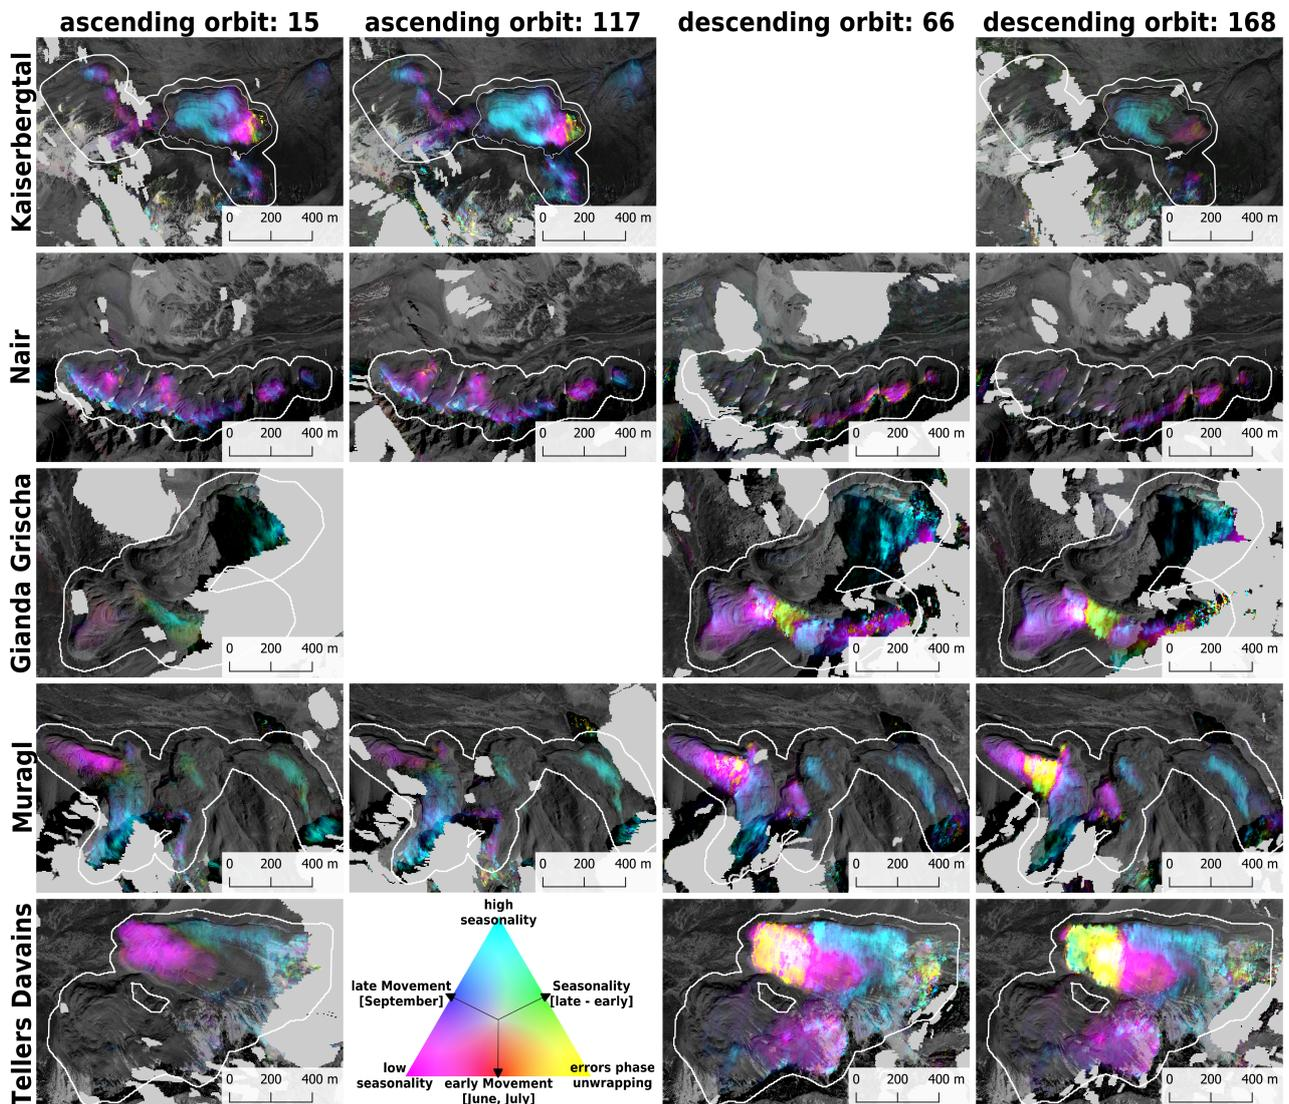 ascending orbit: 15
ascending orbit: 117
descending orbit: 66
descending orbit: 168
Kaiserbergtal
0 200 400 m
0 200 400 m
0 200 400 m
Nair
0 200 400 m
0 200 400 m
0 200 400 m
0 200 400 m
Gianda Grischa
0 200 400 m
0 200 400 m
0 200 400 m
Muragl
0 200 400 m
0 200 400 m
0 200 400 m
0 200 400 m
Tellers Davains
0 200 400 m
high
seasonality
late Movement
[September]
Seasonality
[late - early]
low
seasonality
early Movement
[June, July]
errors phase
unwrapping
0 200 400 m
0 200 400 m